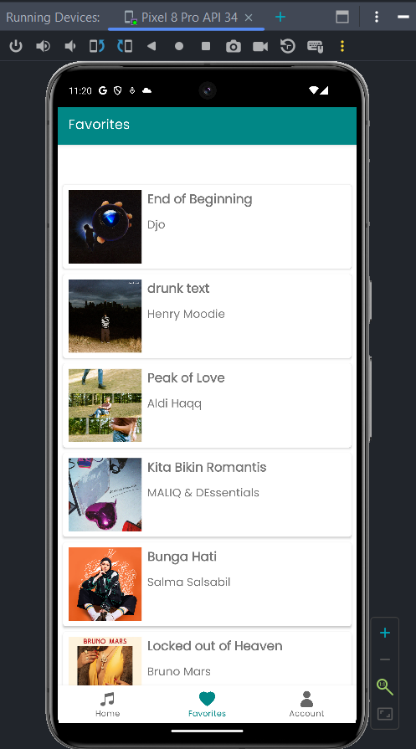 Running Devices:
Pixel 8 Pro API 34
11:20
Favorites
End of Beginning
Djo
drunk text
Henry Moodie
Peak of Love
Aldi Haqq
Kita Bikin Romantis
MALIQ & DEssentials
Bunga Hati
Salma Salsabil
BRUNO MARS
Locked out of Heaven
Bruno Mars
Home
Favorites
Account